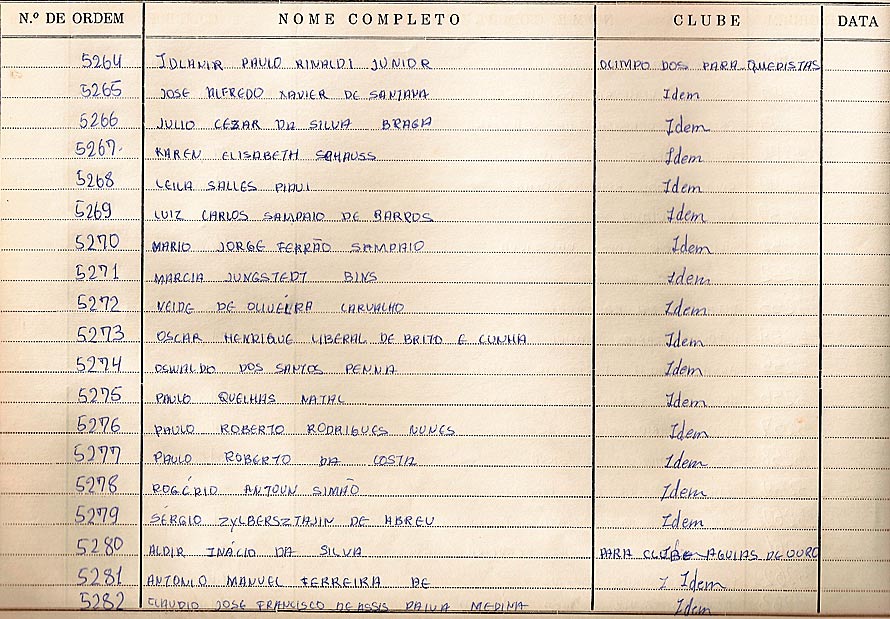 N.º DE ORDEM NOME COMPLETO CLUBE DATA
5264 IDLANIR PAULO RINALDI JUNIOR OLIMPO DOS PARA QUEDISTAS
5265 JOSE ALFREDO XAVIER DE SANTANA Idem
5266 JULIO CEZAR DA SILVA BRAGA Idem
5267 KAREN ELISABETH SCHAUSS Idem
5268 LEILA SALLES PIAUI Idem
5269 LUIZ CARLOS SAMPAIO DE BARROS Idem
5270 MARIO JORGE FERRÃO SAMPAIO Idem
5271 MARCIA JUNGSTEDT BINS Idem
5272 NEIDE DE OLIVEIRA CARVALHO Idem
5273 OSCAR HENRIQUE LIBERAL DE BRITO E CUNHA Idem
5274 OSWALDO DOS SANTOS PENNA Idem
5275 PAULO QUELHAS NATAL Idem
5276 PAULO ROBERTO RODRIGUES NUNES Idem
5277 PAULO ROBERTO DA COSTA Idem
5278 ROGÉRIO ANTOUN SIMÃO Idem
5279 SÉRGIO ZYLBERSZTAJN DE ABREU Idem
5280 ALDIR INÁCIO DA SILVA PARA CLUBE AGUIAS DE OURO
5281 ANTONIO MANUEL FERREIRA Idem
5282 CLAUDIO JOSE FRANCISCO DE ASSIS PAIVA MEDINA Idem